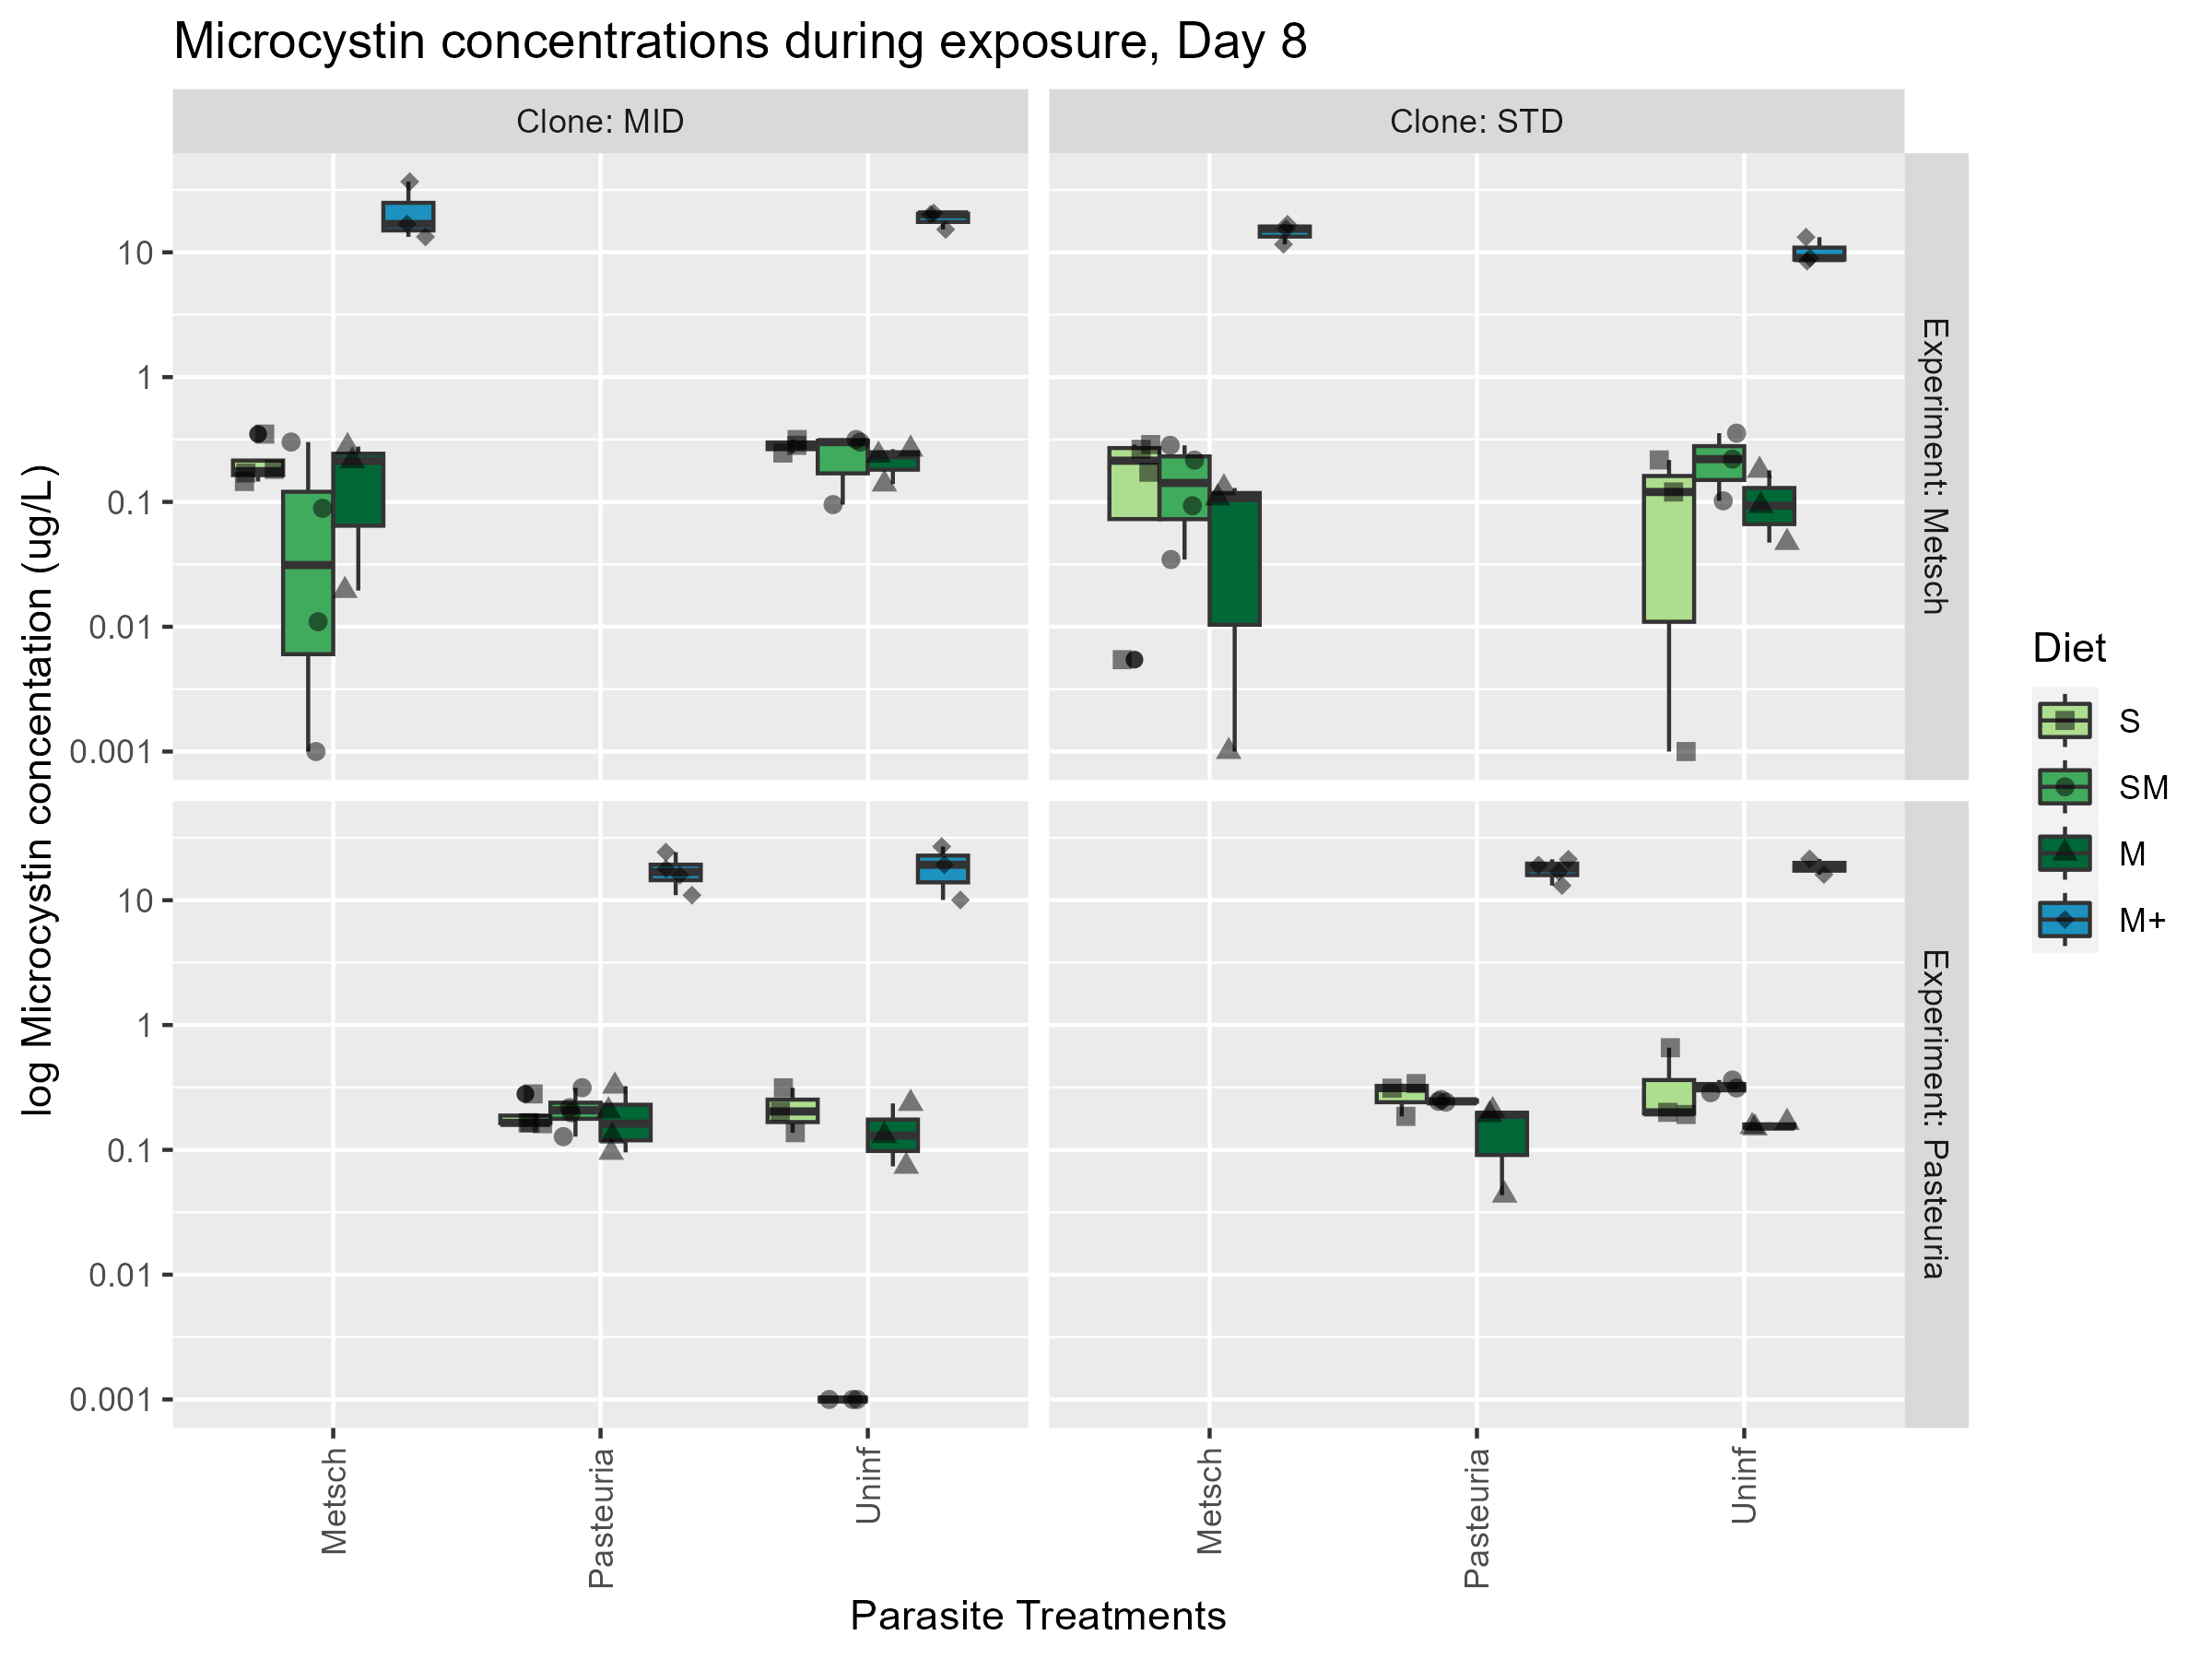 Microcystin concentrations during exposure, Day 8
Clone: MID
Clone: STD
log Microcystin concentation (ug/L)
10
1
0.1
0.01
0.001
Experiment: Metsch
10
1
0.1
0.01
0.001
Experiment: Pasteuria
Metsch
Pasteuria
Uninf
Metsch
Pasteuria
Uninf
Parasite Treatments
Diet
S
SM
M
M+